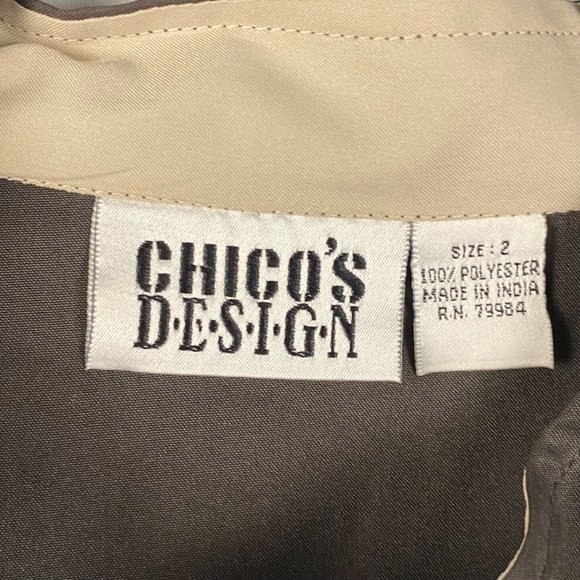 CHICO'S
D·E·S·I·G·N
SIZE : 2
100% POLYESTER
MADE IN INDIA
R.N. 79984